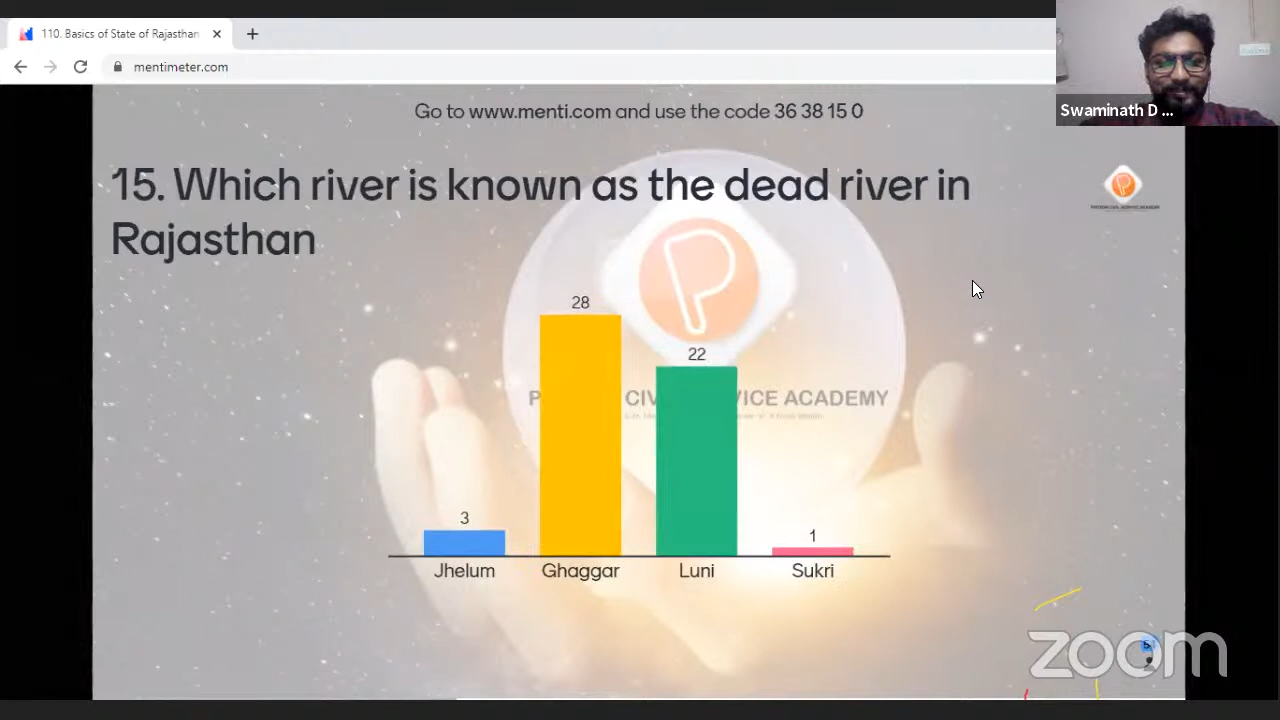 110. Basics of State of Rajasthan
mentimeter.com
Swaminath D ...
Go to www.menti.com and use the code 36 38 15 0
15. Which river is known as the dead river in
Rajasthan
28
22
3
1
Jhelum Ghaggar Luni Sukri
VICE ACADEMY
zoom